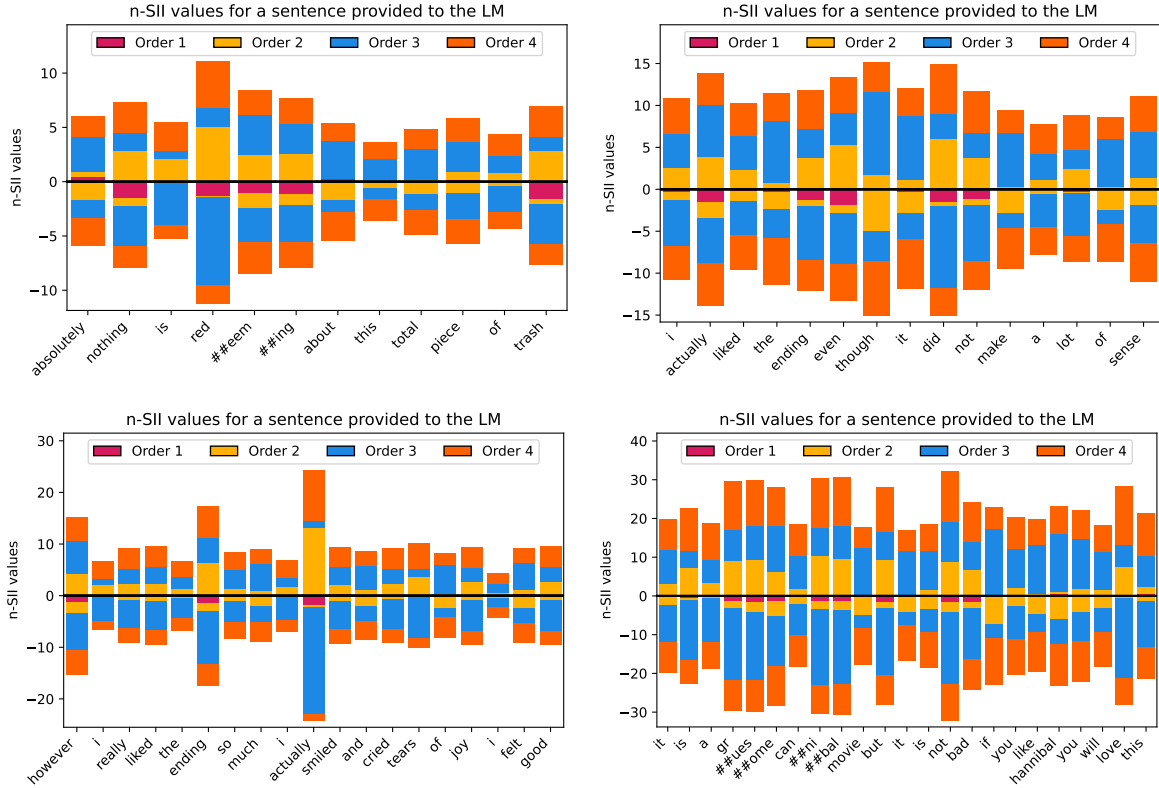 n-SII values for a sentence provided to the LM
Order 1 Order 2 Order 3 Order 4
n-SII values
10
5
0
−5
−10
absolutely nothing is red ##eem ##ing about this total piece of trash
n-SII values for a sentence provided to the LM
Order 1 Order 2 Order 3 Order 4
n-SII values
15
10
5
0
−5
−10
−15
i actually liked the ending even though it did not make a lot of sense
n-SII values for a sentence provided to the LM
Order 1 Order 2 Order 3 Order 4
n-SII values
30
20
10
0
−10
−20
however i really liked the ending so much i actually smiled and cried tears of joy i felt good
n-SII values for a sentence provided to the LM
Order 1 Order 2 Order 3 Order 4
n-SII values
40
30
20
10
0
−10
−20
−30
it is a gr ##ues ##ome can ##ni ##bal movie but it is not bad if you like hannibal you will love this